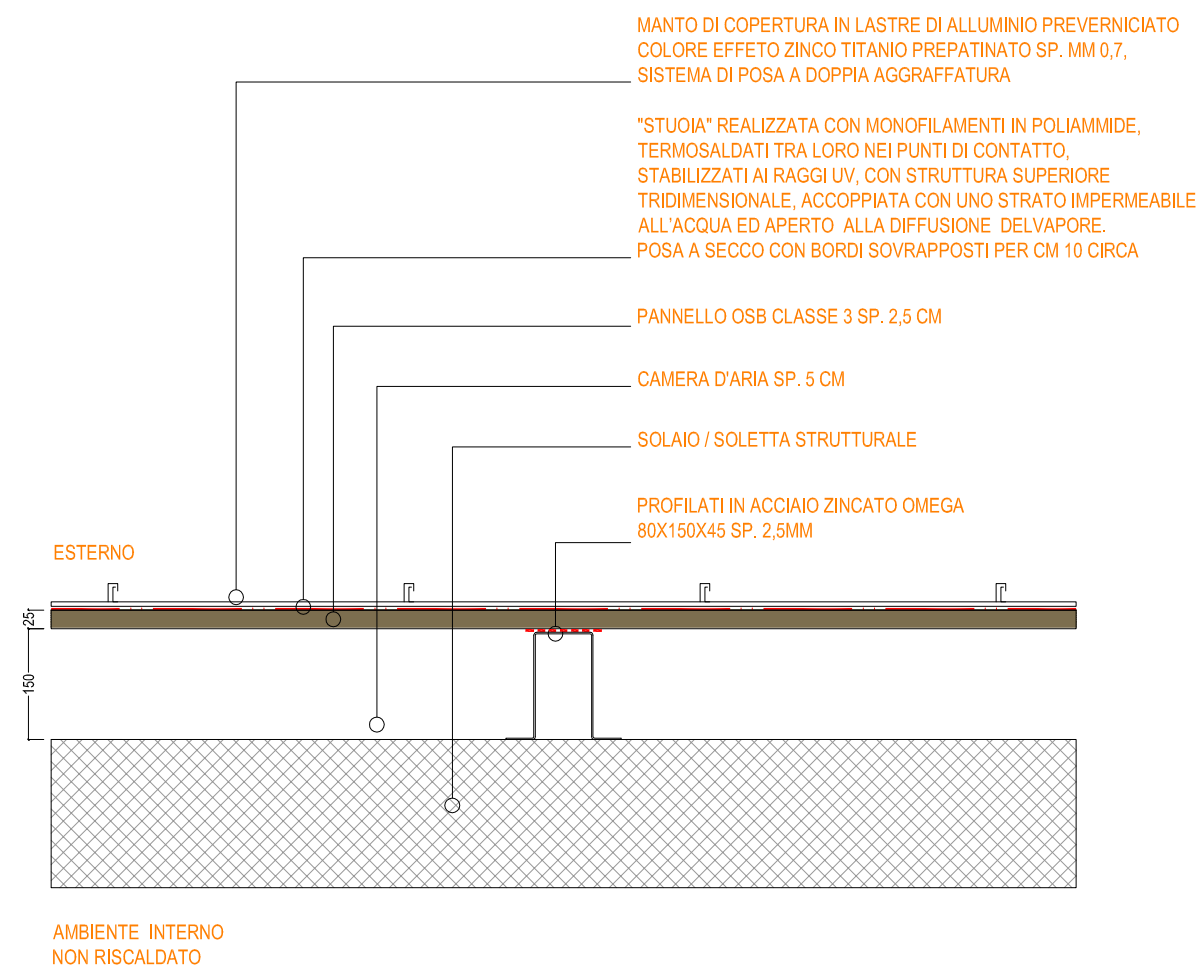 MANTO DI COPERTURA IN LASTRE DI ALLUMINIO PREVERNICIATO
COLORE EFFETO ZINCO TITANIO PREPATINATO SP. MM 0,7,
SISTEMA DI POSA A DOPPIA AGGRAFFATURA
"STUOIA" REALIZZATA CON MONOFILAMENTI IN POLIAMMIDE,
TERMOSALDATI TRA LORO NEI PUNTI DI CONTATTO,
STABILIZZATI AI RAGGI UV, CON STRUTTURA SUPERIORE
TRIDIMENSIONALE, ACCOPPIATA CON UNO STRATO IMPERMEABILE
ALL'ACQUA ED APERTO ALLA DIFFUSIONE DELVAPORE.
POSA A SECCO CON BORDI SOVRAPPOSTI PER CM 10 CIRCA
PANNELLO OSB CLASSE 3 SP. 2,5 CM
CAMERA D'ARIA SP. 5 CM
SOLAIO / SOLETTA STRUTTURALE
PROFILATI IN ACCIAIO ZINCATO OMEGA
80X150X45 SP. 2,5MM
ESTERNO
25
150
AMBIENTE INTERNO
NON RISCALDATO